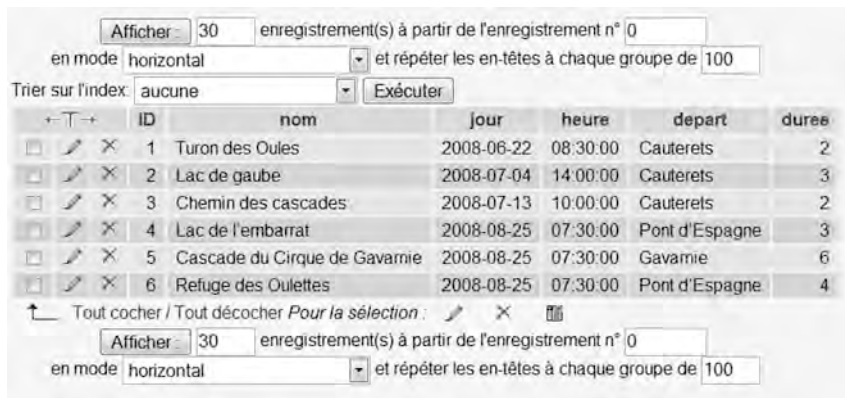 Afficher : 30 enregistrement(s) à partir de l'enregistrement n° 0
en mode horizontal et répéter les en-têtes à chaque groupe de 100
Trier sur l'index: aucune Exécuter
←T→ ID nom jour heure depart duree
1 Turon des Oules 2008-06-22 08:30:00 Cauterets 2
2 Lac de gaube 2008-07-04 14:00:00 Cauterets 3
3 Chemin des cascades 2008-07-13 10:00:00 Cauterets 2
4 Lac de l'embarrat 2008-08-25 07:30:00 Pont d'Espagne 3
5 Cascade du Cirque de Gavarnie 2008-08-25 07:30:00 Gavarnie 6
6 Refuge des Oulettes 2008-08-25 07:30:00 Pont d'Espagne 4
Tout cocher / Tout décocher Pour la sélection :
Afficher : 30 enregistrement(s) à partir de l'enregistrement n° 0
en mode horizontal et répéter les en-têtes à chaque groupe de 100